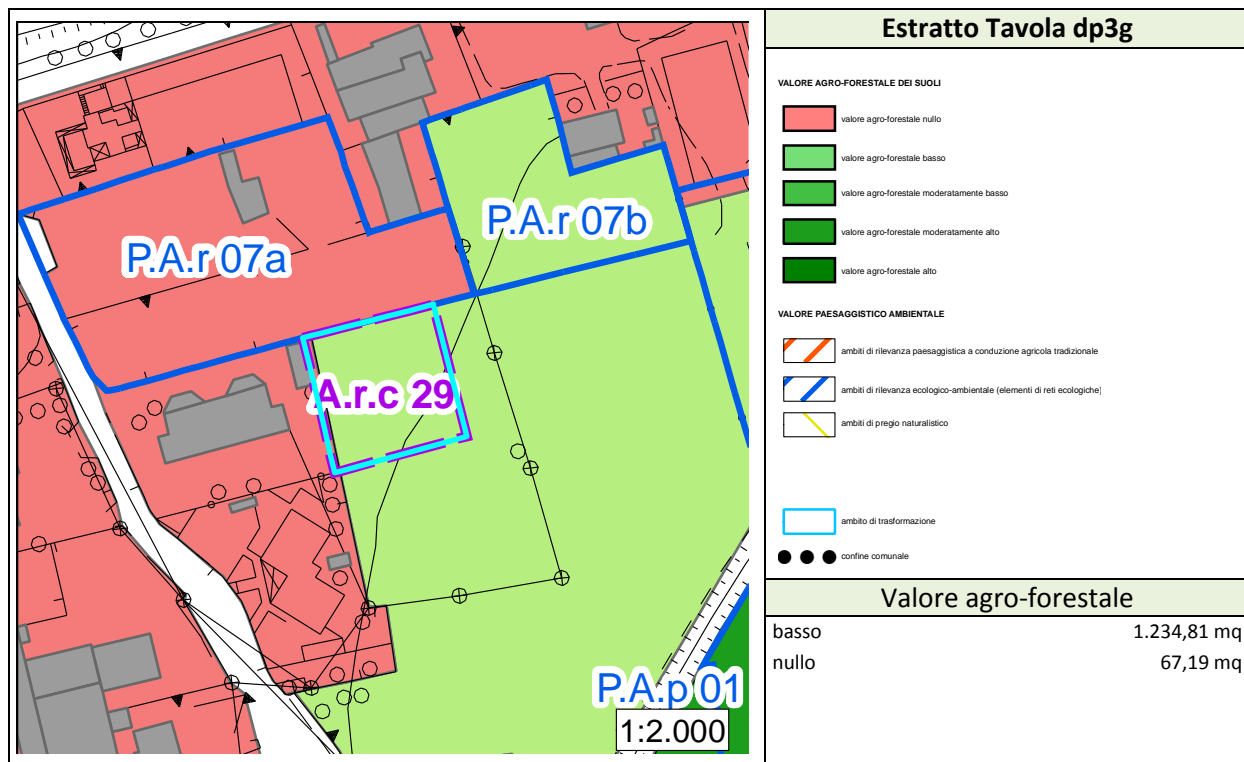 P.A.r 07a
P.A.r 07b
A.r.c 29
P.A.p 01
1:2.000
Estratto Tavola dp3g
VALORE AGRO-FORESTALE DEI SUOLI
valore agro-forestale nullo
valore agro-forestale basso
valore agro-forestale moderatamente basso
valore agro-forestale moderatamente alto
valore agro-forestale alto
VALORE PAESAGGISTICO AMBIENTALE
ambiti di rilevanza paesaggistica a conduzione agricola tradizionale
ambiti di rilevanza ecologico-ambientale (elementi di reti ecologiche)
ambiti di pregio naturalistico
ambito di trasformazione
confine comunale
Valore agro-forestale
basso 1.234,81 mq
nullo 67,19 mq